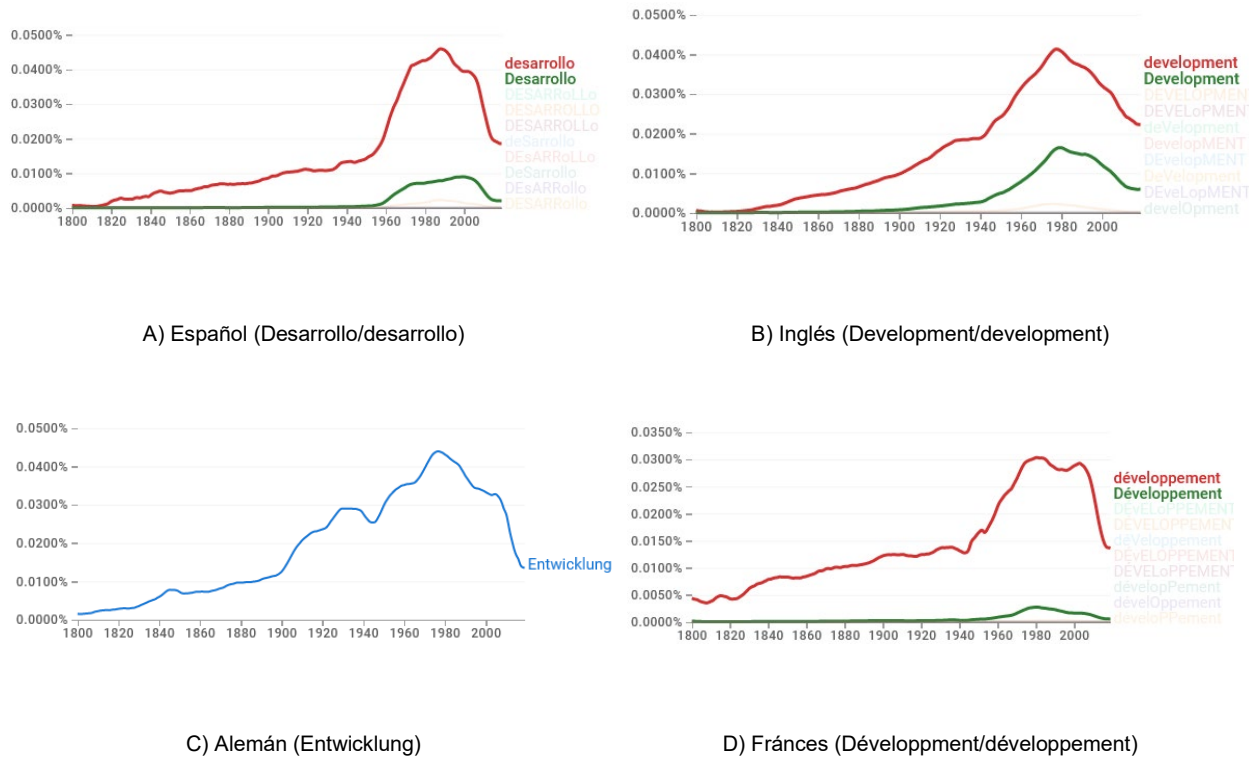 0.0500%
0.0400%
0.0300%
0.0200%
0.0100%
0.0000%
1800 1820 1840 1860 1880 1900 1920 1940 1960 1980 2000
desarrollo
Desarrollo
DESARRoLLo
DESARROLLO
DESARROLLo
deSarrollo
DEsARRoLLo
DeSarrollo
DEsARRollo
DESARRollo
A) Español (Desarrollo/desarrollo)
0.0500%
0.0400%
0.0300%
0.0200%
0.0100%
0.0000%
1800 1820 1840 1860 1880 1900 1920 1940 1960 1980 2000
development
Development
DEVELOPMENT
DEVELoPMENT
deVelopment
DevelopMENT
DEvelopMENT
DeVelopment
DEveLopMENT
develOpment
B) Inglés (Development/development)
0.0500%
0.0400%
0.0300%
0.0200%
0.0100%
0.0000%
1800 1820 1840 1860 1880 1900 1920 1940 1960 1980 2000
Entwicklung
C) Alemán (Entwicklung)
0.0350%
0.0300%
0.0250%
0.0200%
0.0150%
0.0100%
0.0050%
0.0000%
1800 1820 1840 1860 1880 1900 1920 1940 1960 1980 2000
développement
Développement
DÉvELoPPEMENT
DÉVELOPPEMENT
déVeloppement
DÉvELOPPEMENT
DÉVELoPPEMENT
développement
dévelOppement
D) Fránces (Développment/développement)